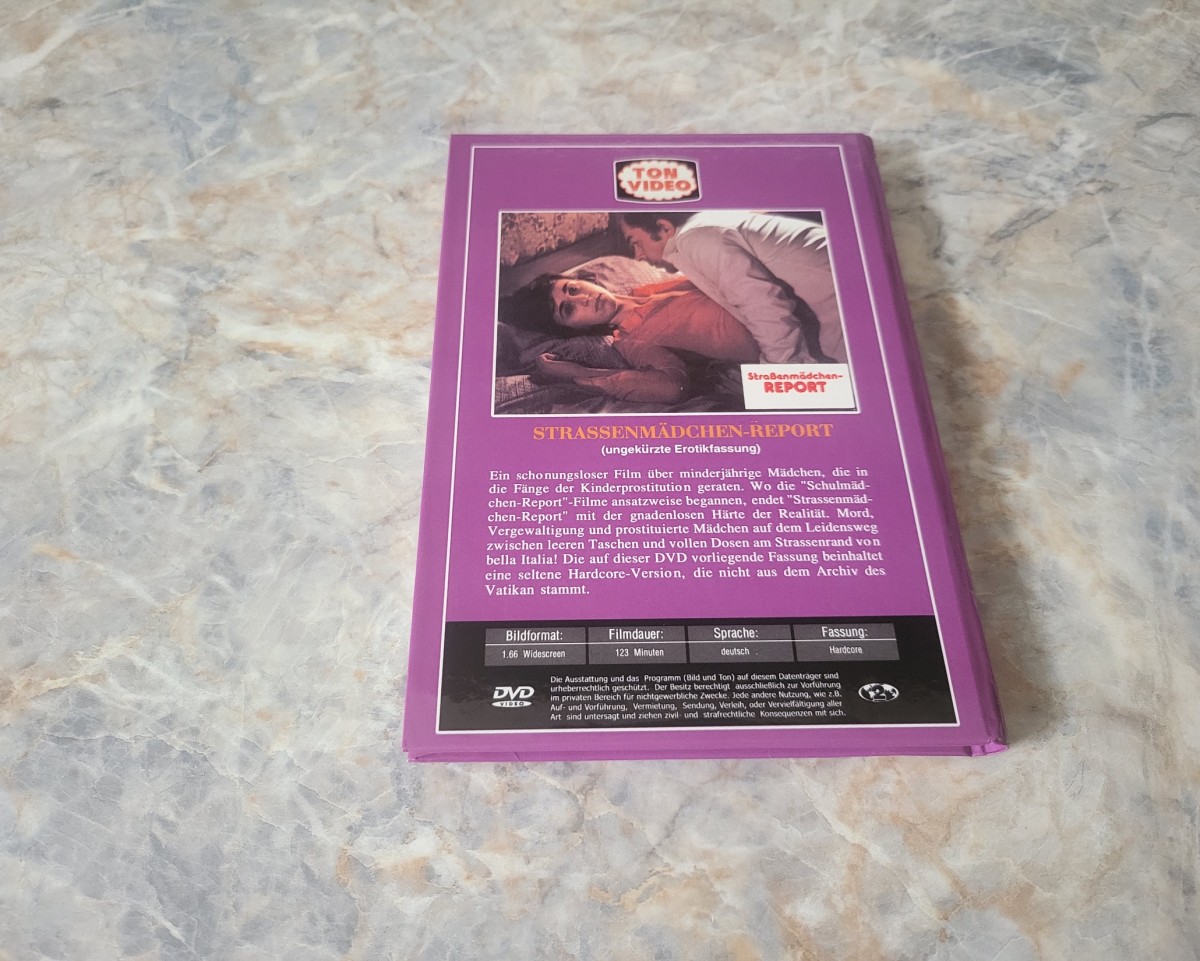 TON
VIDEO
Straßenmädchen-
REPORT
STRASSENMÄDCHEN-REPORT
(ungekürzte Erotikfassung)
Ein schonungsloser Film über minderjährige Mädchen, die in
die Fänge der Kinderprostitution geraten. Wo die "Schulmäd-
chen-Report"-Filme ansatzweise begannen, endet "Strassenmäd-
chen-Report" mit der gnadenlosen Härte der Realität. Mord,
Vergewaltigung und prostituierte Mädchen auf dem Leidensweg
zwischen leeren Taschen und vollen Dosen am Strassenrand von
bella Italia! Die auf dieser DVD vorliegende Fassung beinhaltet
eine seltene Hardcore-Version, die nicht aus dem Archiv des
Vatikan stammt.
Bildformat: Filmdauer: Sprache: Fassung:
1.66 Widescreen 123 Minuten deutsch Hardcore
DVD
VIDEO
Die Ausstattung und das Programm (Bild und Ton) auf diesem Datenträger sind
urheberrechtlich geschützt. Der Besitz berechtigt ausschließlich zur Vorführung
im privaten Bereich für nichtgewerbliche Zwecke. Jede andere Nutzung, wie z.B.
Auf- und Vorführung, Vermietung, Sendung, Verleih, oder Vervielfältigung aller
Art sind untersagt und ziehen zivil- und strafrechtliche Konsequenzen mit sich.
2